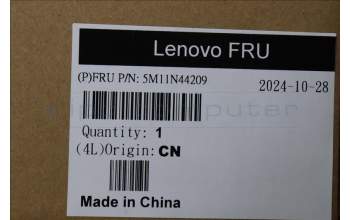 Lenovo FRU
(P)FRU P/N: 5M11N44209
2024-10-28
Quantity: 1
(4L)Origin: CN
Made in China